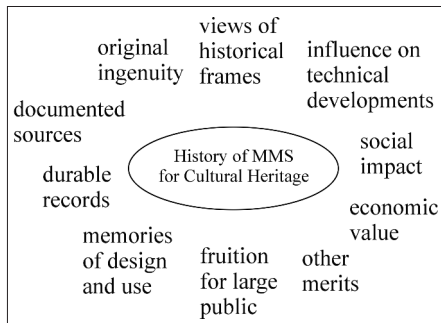 original
ingenuity
views of
historical
frames
influence on
technical
developments
documented
sources
social
impact
History of MMS
for Cultural Heritage
durable
records
economic
value
memories
of design
and use
fruition
for large
public
other
merits